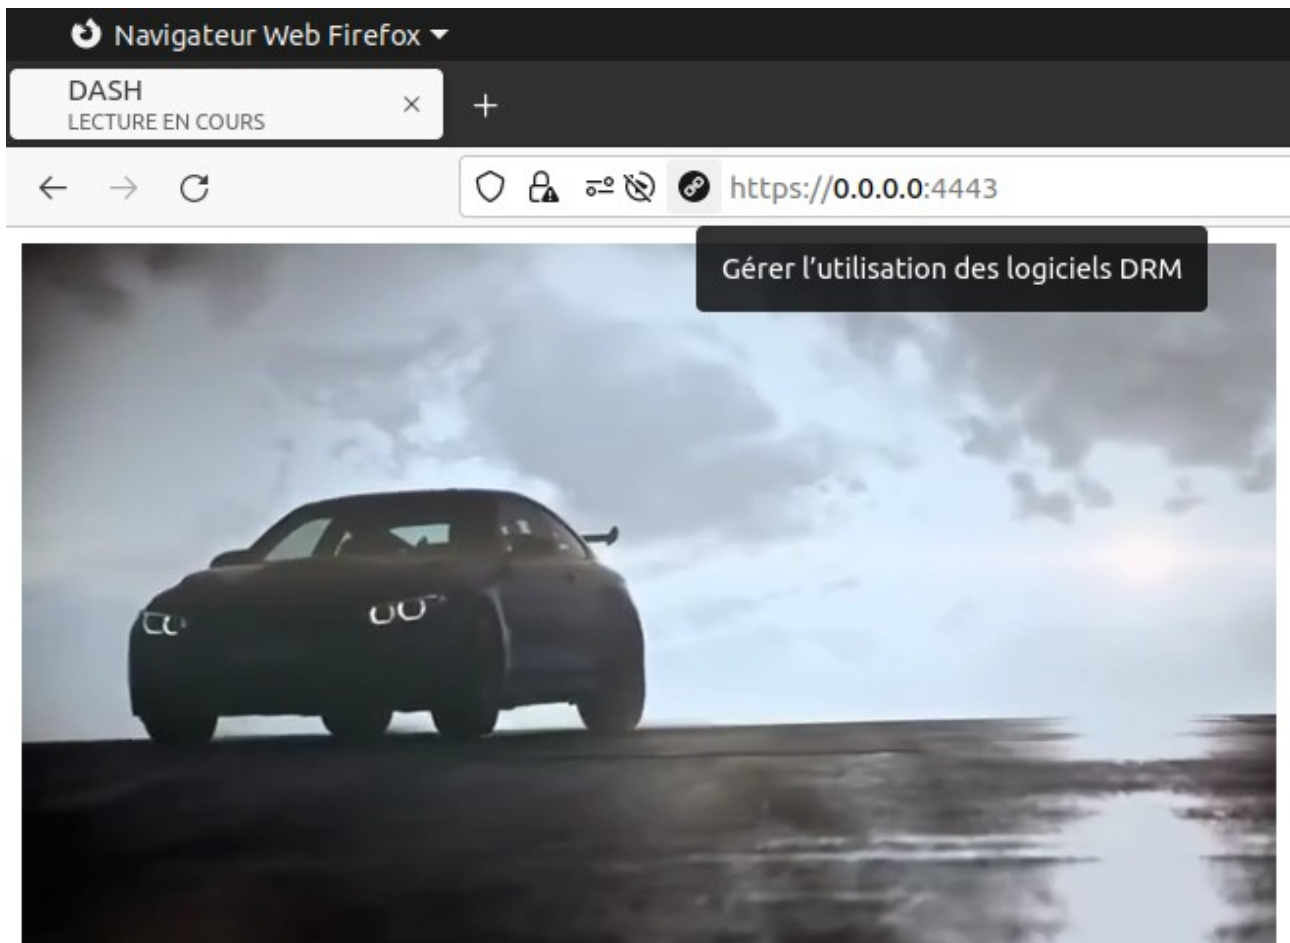 Navigateur Web Firefox
DASH
LECTURE EN COURS
https://0.0.0.0:4443
Gérer l’utilisation des logiciels DRM